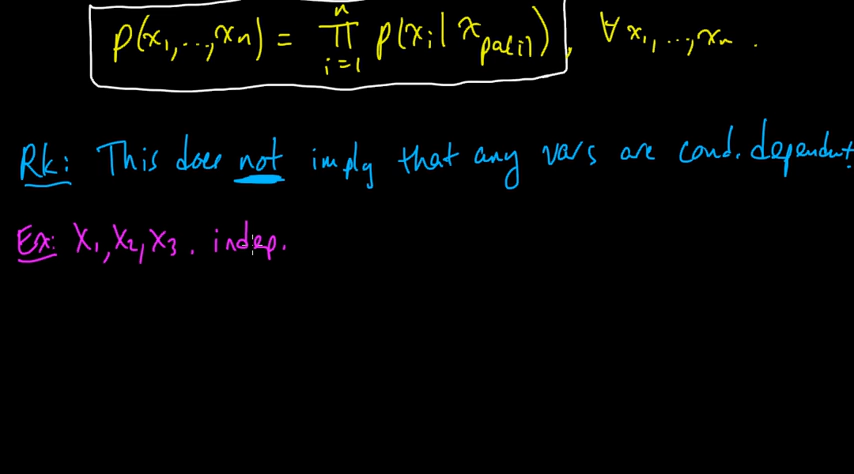 p(x₁,...,xₙ) = ∏ᵢ₌₁ⁿ p(xᵢ | x_pa(i)), ∀ x₁,...,xₙ.
Rk: This does not imply that any vars are cond. dependent.
Ex: X₁, X₂, X₃. indep.